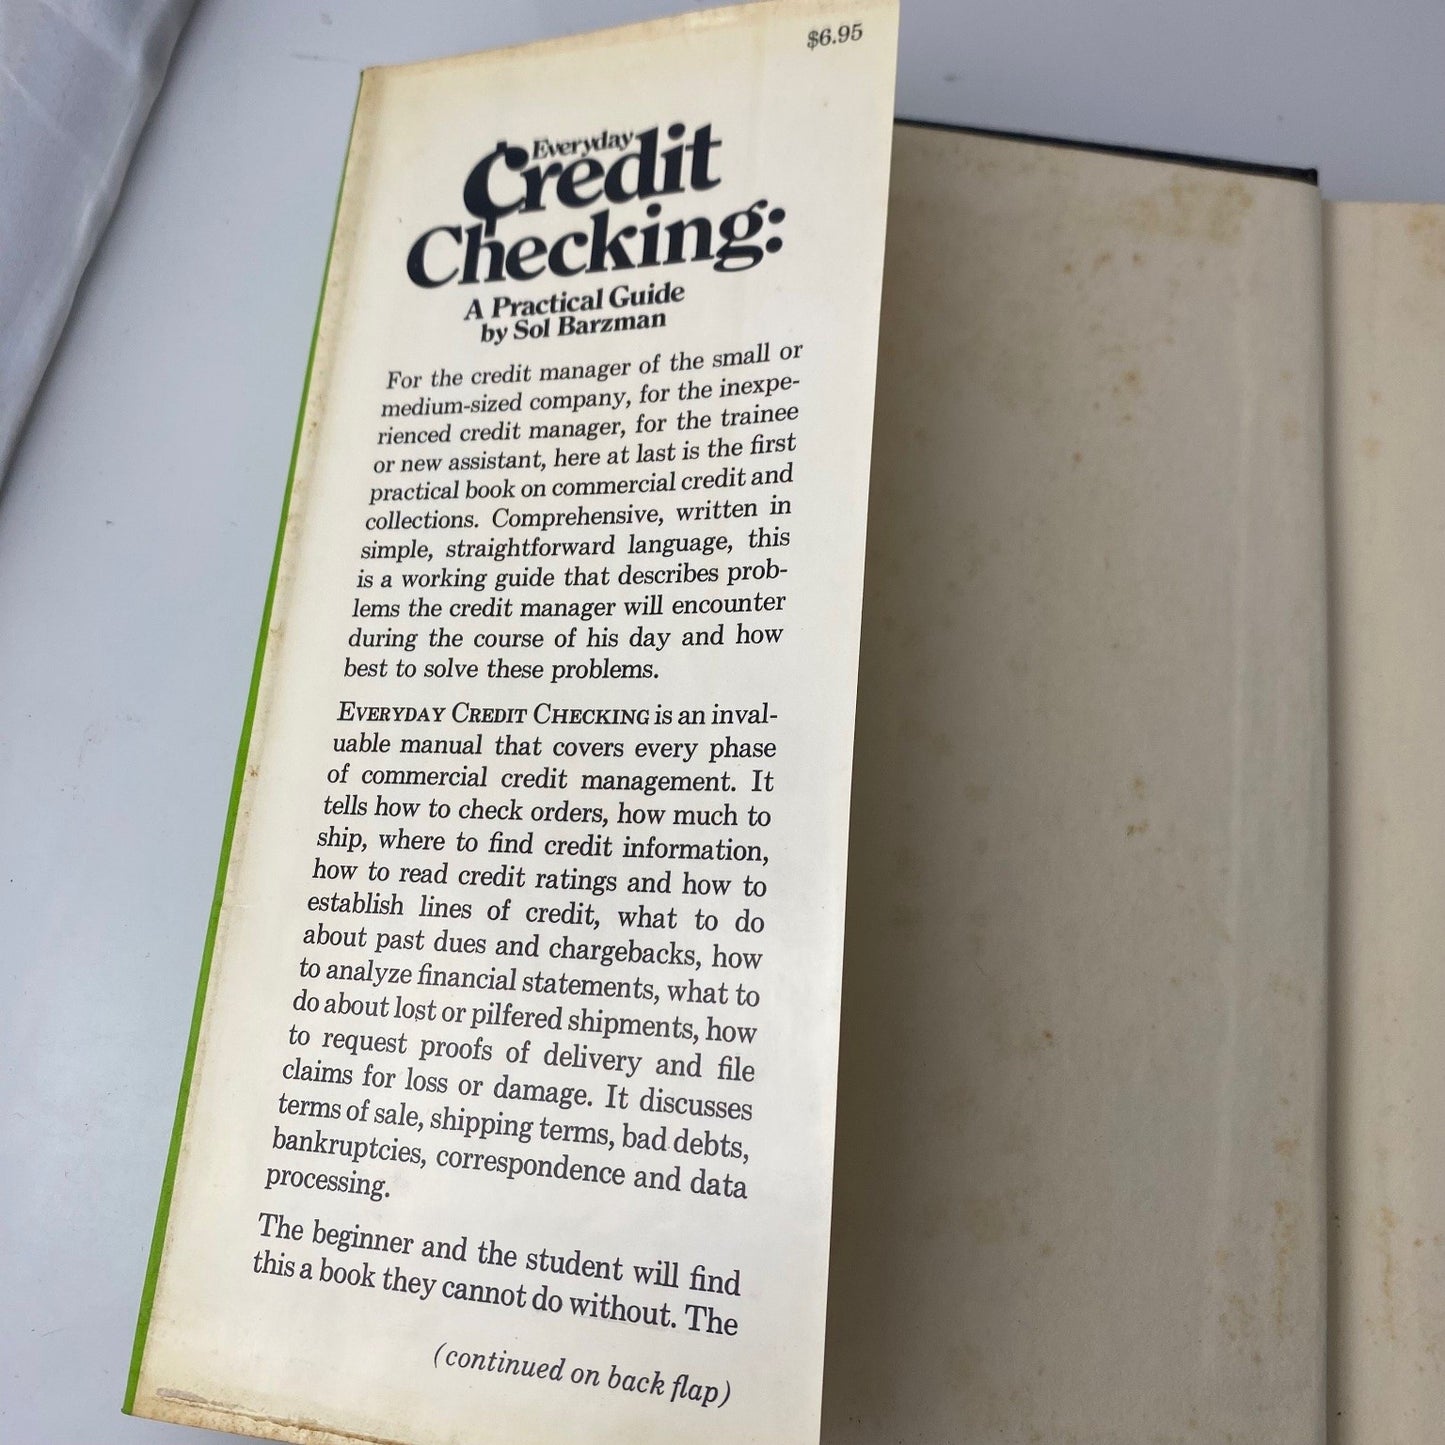 $6.95
Everyday
Credit
Checking:
A Practical Guide
by Sol Barzman
For the credit manager of the small or
medium-sized company, for the inexpe-
rienced credit manager, for the trainee
or new assistant, here at last is the first
practical book on commercial credit and
collections. Comprehensive, written in
simple, straightforward language, this
is a working guide that describes prob-
lems the credit manager will encounter
during the course of his day and how
best to solve these problems.
EVERYDAY CREDIT CHECKING is an inval-
uable manual that covers every phase
of commercial credit management. It
tells how to check orders, how much to
ship, where to find credit information,
how to read credit ratings and how to
establish lines of credit, what to do
about past dues and chargebacks, how
to analyze financial statements, what to
do about lost or pilfered shipments, how
to request proofs of delivery and file
claims for loss or damage. It discusses
terms of sale, shipping terms, bad debts,
bankruptcies, correspondence and data
processing.
The beginner and the student will find
this a book they cannot do without. The
(continued on back flap)